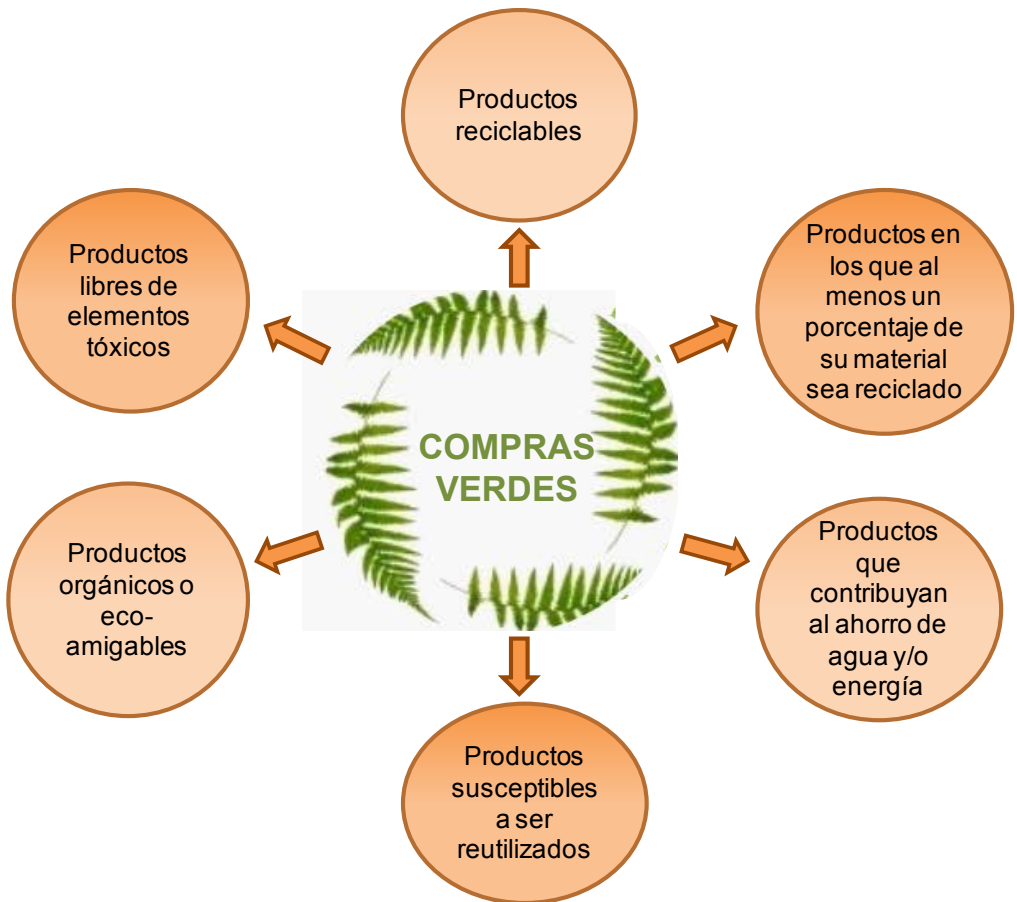 Productos
reciclables
Productos en
los que al
menos un
porcentaje de
su material
sea reciclado
Productos
que
contribuyan
al ahorro de
agua y/o
energía
Productos
susceptibles
a ser
reutilizados
Productos
orgánicos o
eco-
amigables
Productos
libres de
elementos
tóxicos
COMPRAS
VERDES